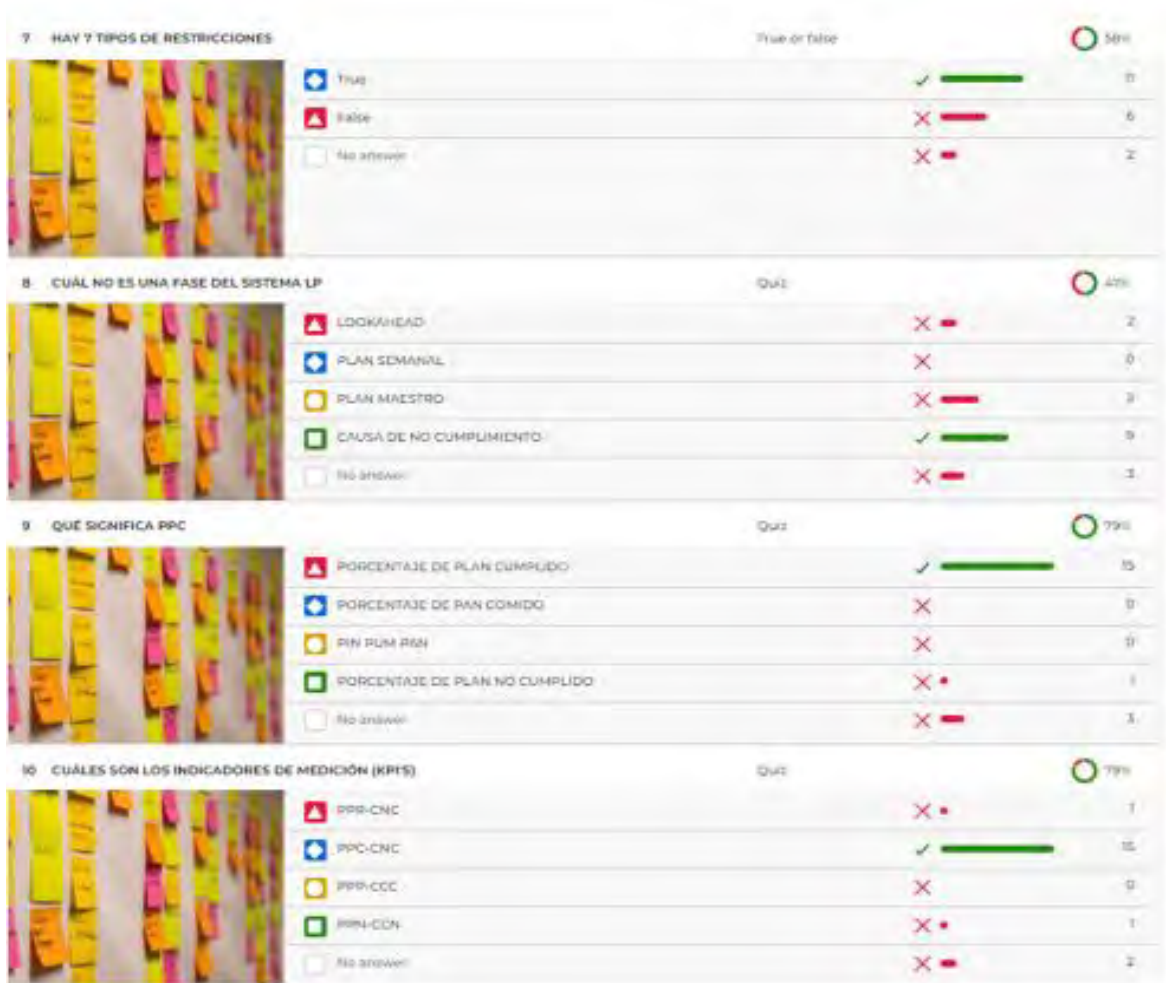 7 HAY 7 TIPOS DE RESTRICCIONES True or false 58%
True 11
False 6
No answer 2
8 CUÁL NO ES UNA FASE DEL SISTEMA LP Quiz 47%
LOOKAHEAD 2
PLAN SEMANAL 0
PLAN MAESTRO 5
CAUSA DE NO CUMPLIMIENTO 9
No answer 3
9 QUÉ SIGNIFICA PPC Quiz 79%
PORCENTAJE DE PLAN CUMPLIDO 15
PORCENTAJE DE PAN COMIDO 0
PIN PUM PAN 0
PORCENTAJE DE PLAN NO CUMPLIDO 1
No answer 3
10 CUÁLES SON LOS INDICADORES DE MEDICIÓN (KPI'S) Quiz 79%
PPR-CNC 1
PPC-CNC 15
PPP-CCC 0
PPN-CCN 1
No answer 2